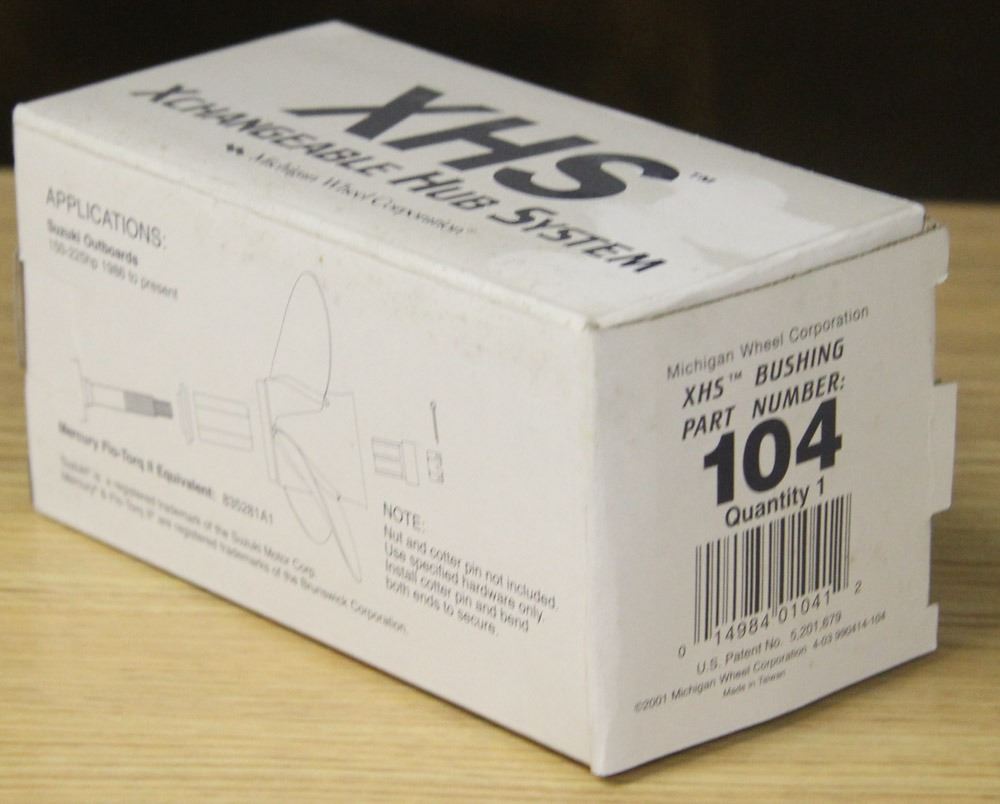 XHS™
XCHANGEABLE HUB SYSTEM
Michigan Wheel Corporation
APPLICATIONS:
Suzuki Outboards
150-225hp 1986 to present
Mercury Flo-Torq II Equivalent: 835281A1
Suzuki® is a registered trademark of the Suzuki Motor Corp.
Mercury® & Flo-Torq II® are registered trademarks of the Brunswick Corporation.
NOTE:
Nut and cotter pin not included.
Use specified hardware only.
Install cotter pin and bend
both ends to secure.
Michigan Wheel Corporation
XHS™ BUSHING
PART NUMBER:
104
Quantity 1
0 14984 01041 2
U.S. Patent No. 5,201,679
©2001 Michigan Wheel Corporation 4-03 990414-104
Made in Taiwan